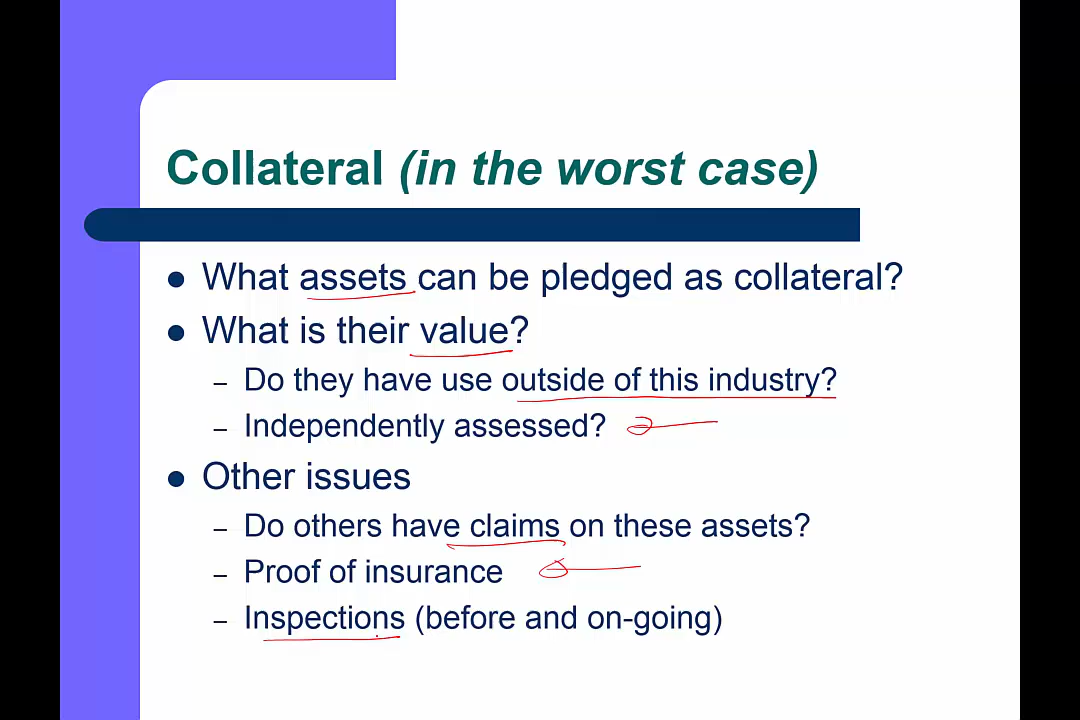 Collateral (in the worst case)
● What assets can be pledged as collateral?
● What is their value?
– Do they have use outside of this industry?
– Independently assessed?
● Other issues
– Do others have claims on these assets?
– Proof of insurance
– Inspections (before and on-going)